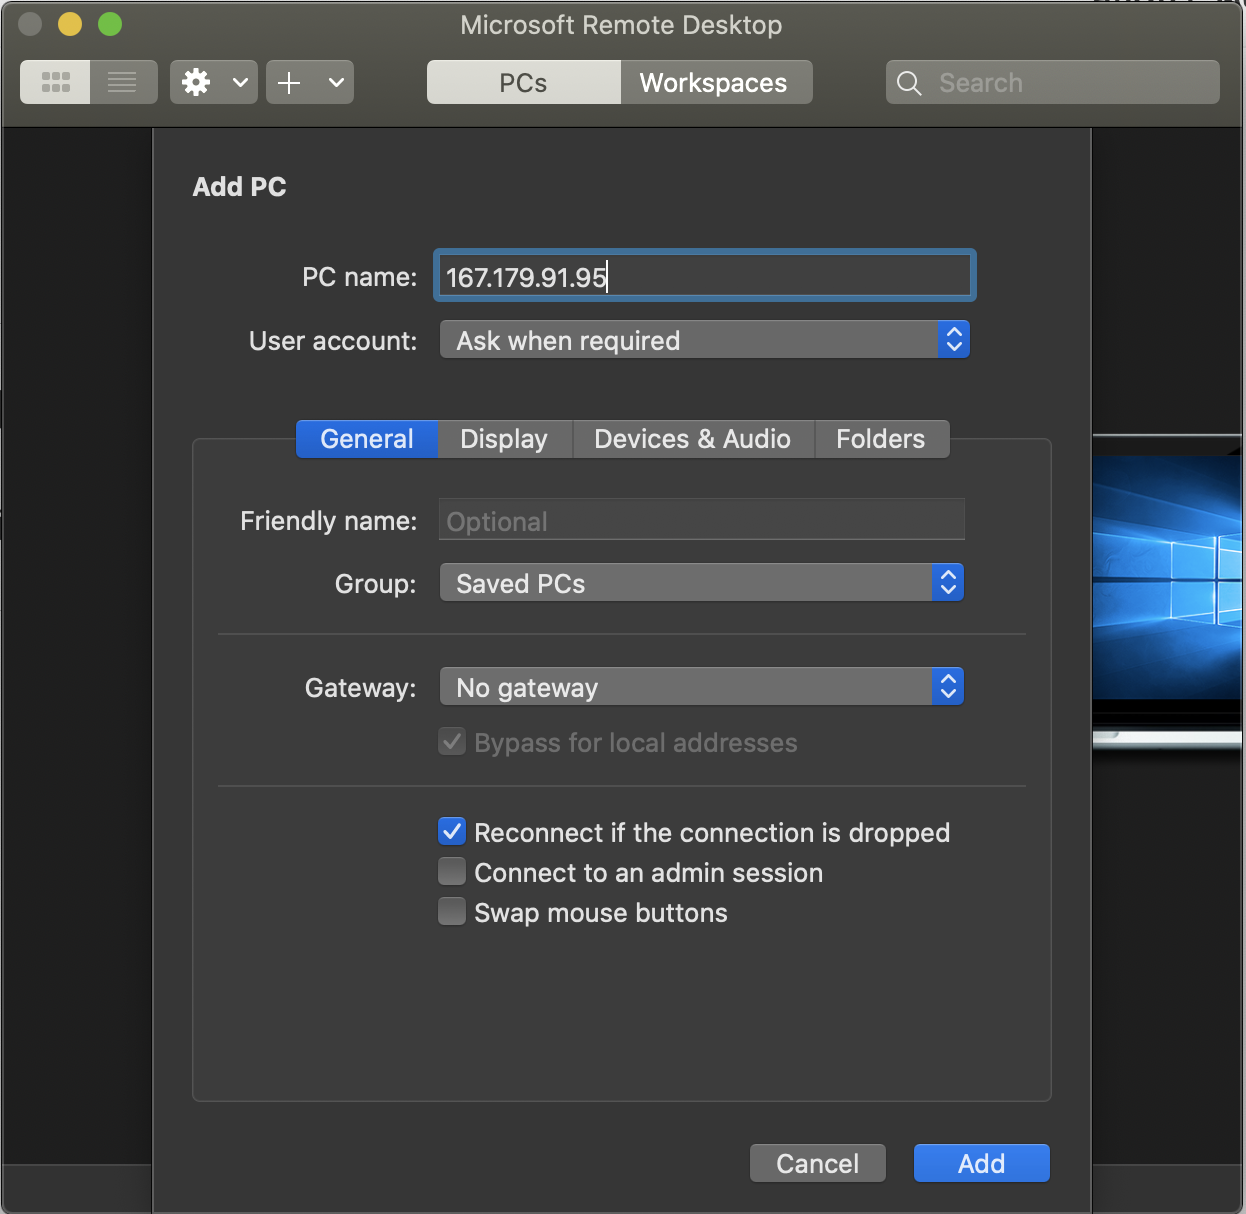 Microsoft Remote Desktop
PCs Workspaces Search
Add PC
PC name: 167.179.91.95
User account: Ask when required
General Display Devices & Audio Folders
Friendly name: Optional
Group: Saved PCs
Gateway: No gateway
Bypass for local addresses
Reconnect if the connection is dropped
Connect to an admin session
Swap mouse buttons
Cancel Add